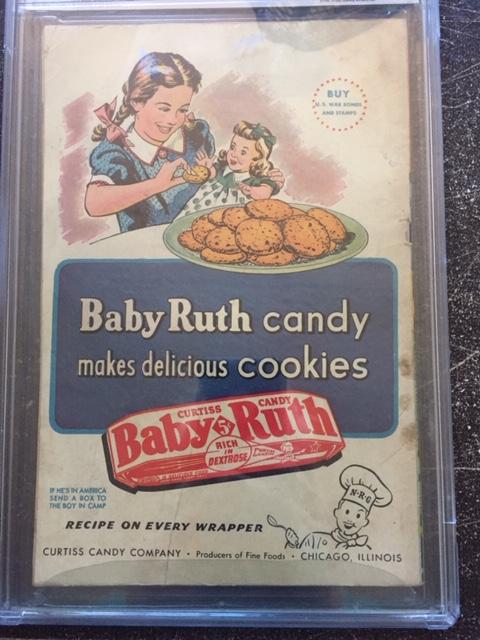 BUY
U.S. WAR BONDS
AND STAMPS
Baby Ruth candy
makes delicious cookies
CURTISS CANDY
Baby Ruth
5¢
RICH
IN
DEXTROSE
IF HE'S IN AMERICA
SEND A BOX TO
THE BOY IN CAMP
N-R-G
RECIPE ON EVERY WRAPPER
CURTISS CANDY COMPANY • Producers of Fine Foods • CHICAGO, ILLINOIS